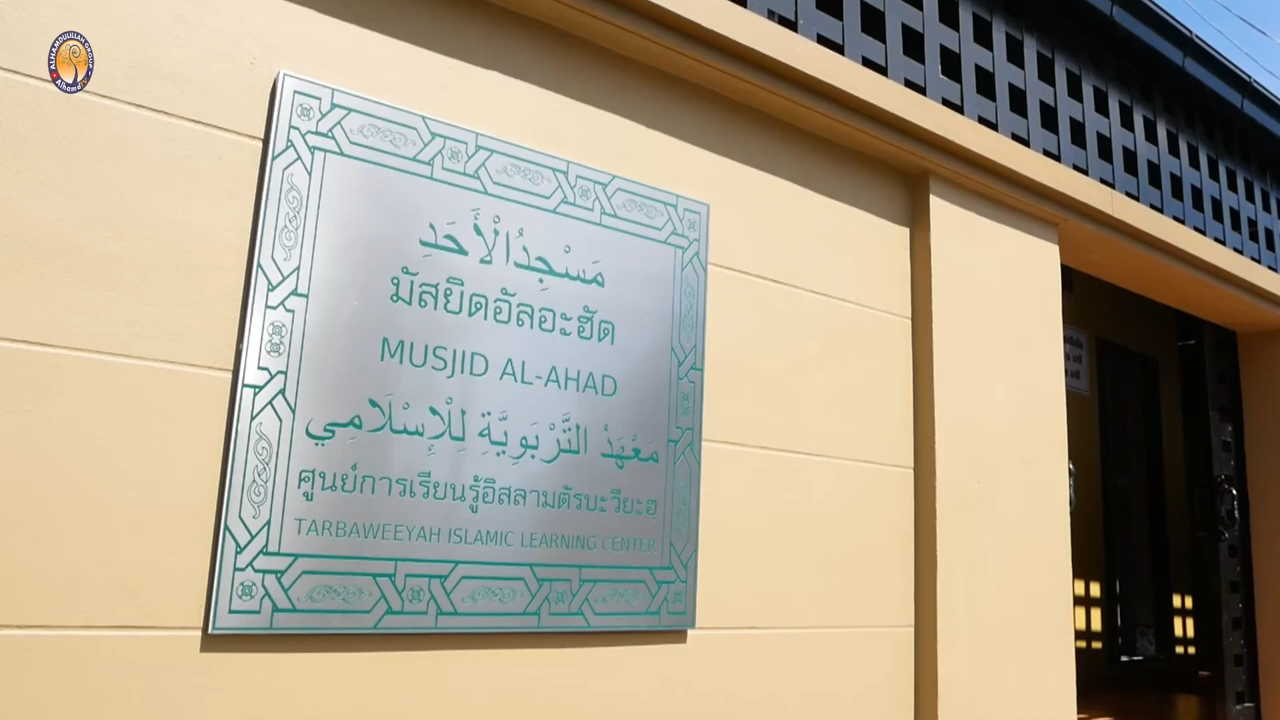 ALHAMDULILLAH GROUP
مَسْجِدُالْأَحَدِ
มัสยิดอัลอะฮัด
MUSJID AL-AHAD
مَعْهَدُ التَّرْبَوِيَّةِ لِلْإِسْلَامِي
ศูนย์การเรียนรู้อิสลามตัรบะวียะฮฺ
TARBAWEEYAH ISLAMIC LEARNING CENTER